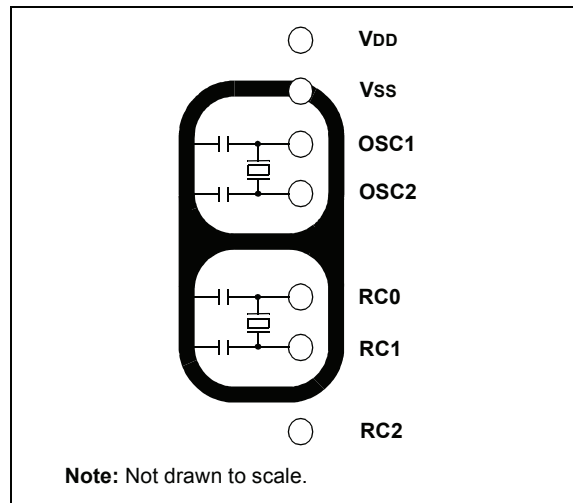 VDD
VSS
OSC1
OSC2
RC0
RC1
RC2
Note: Not drawn to scale.